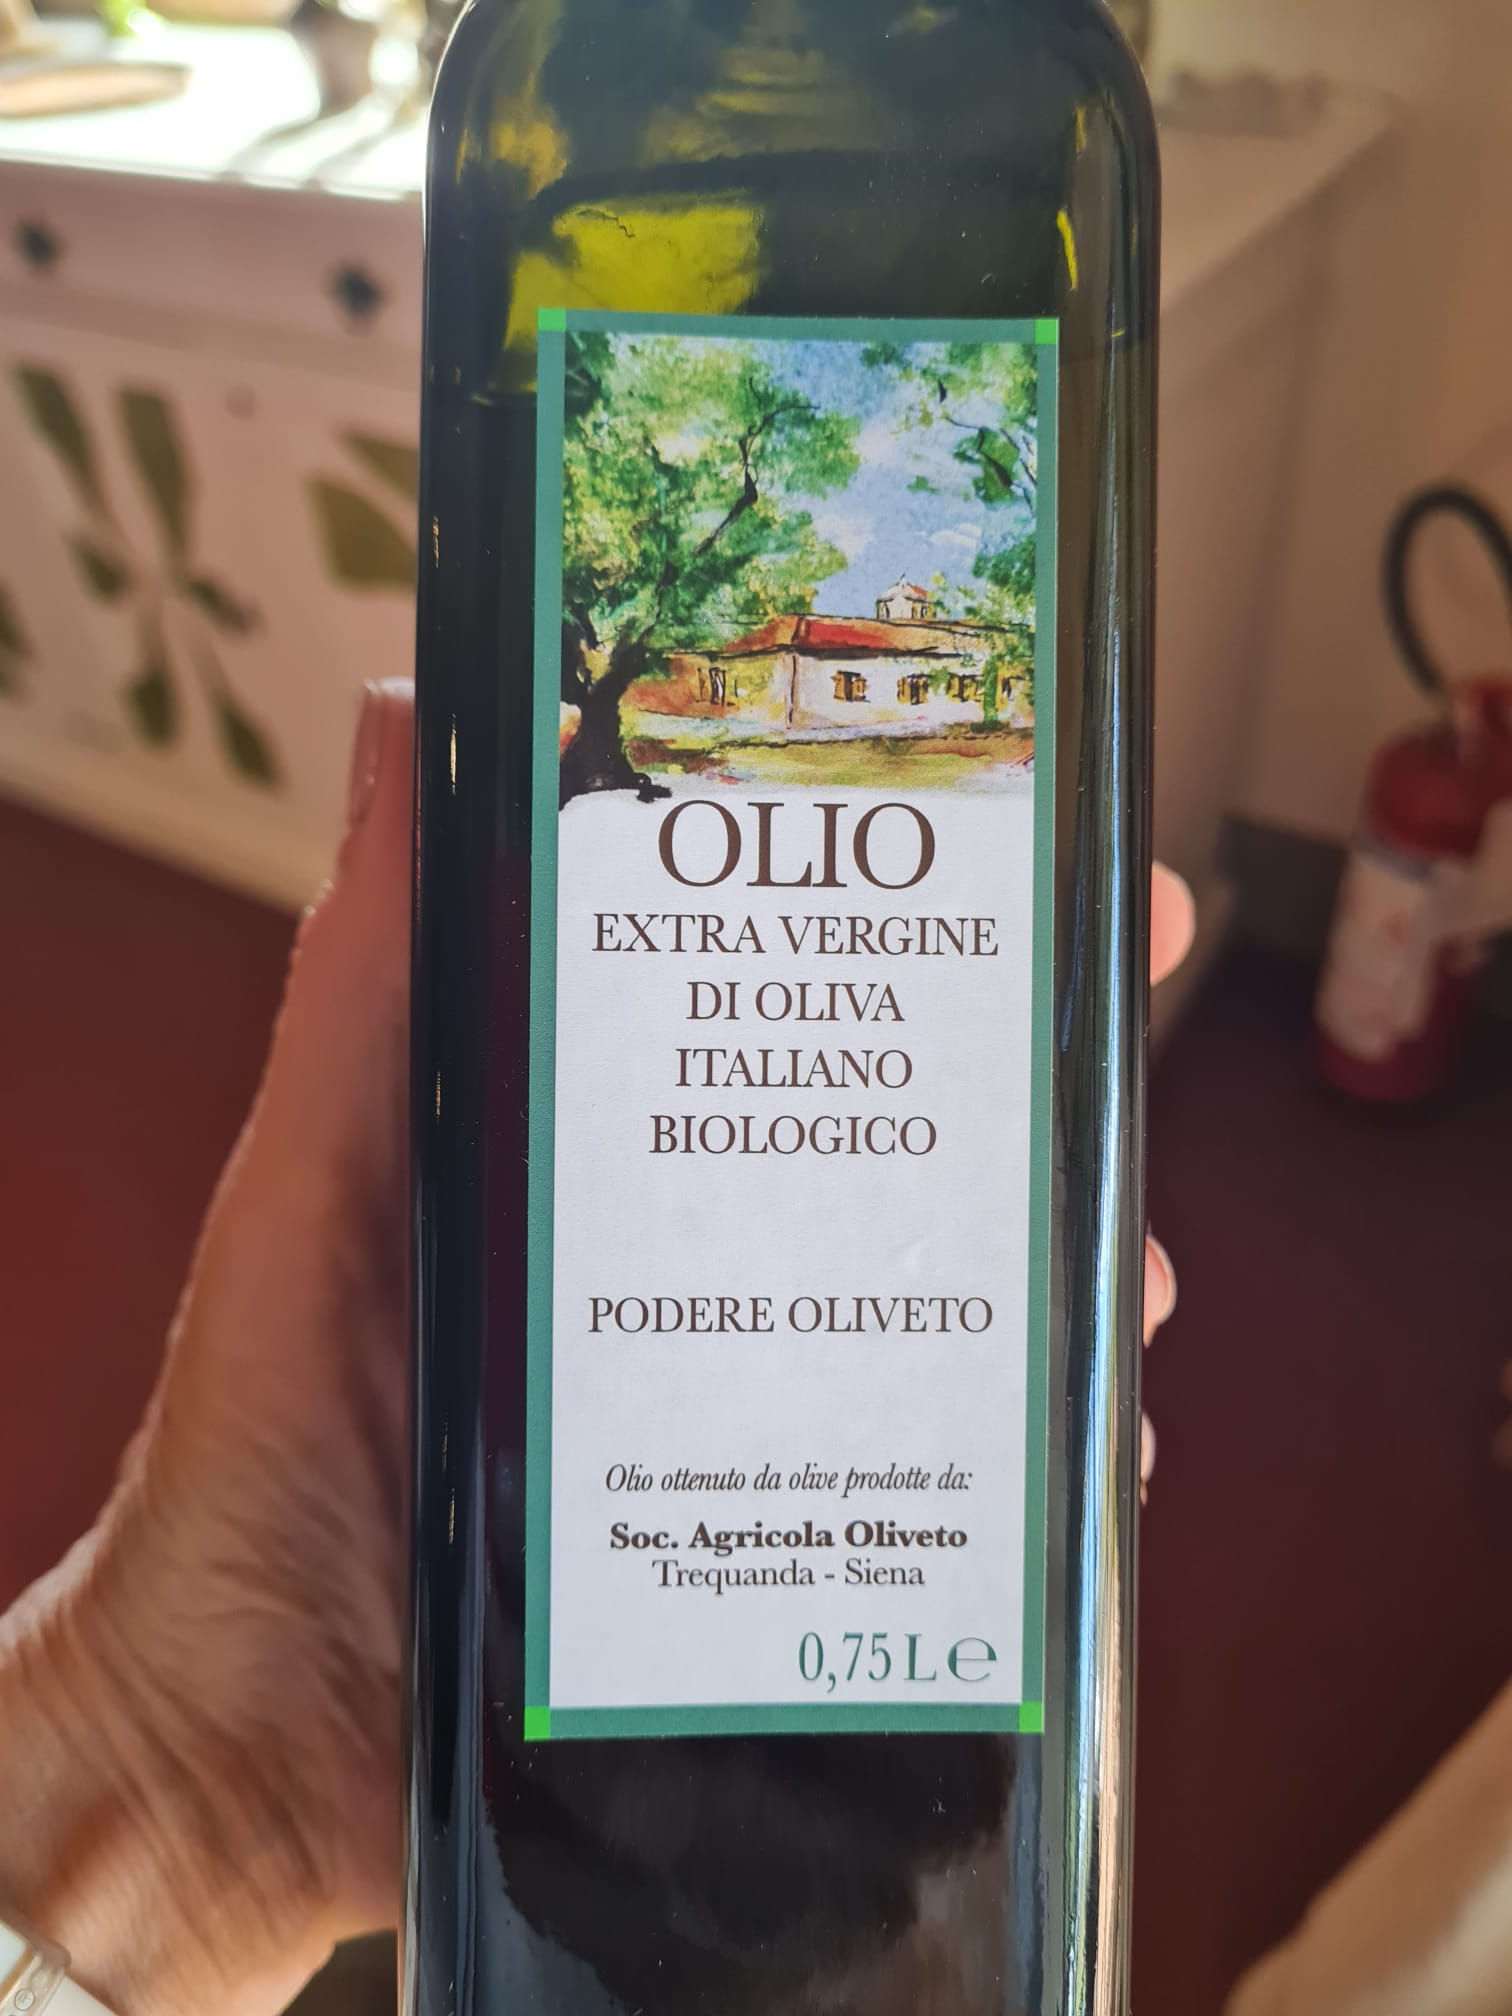 OLIO
EXTRA VERGINE
DI OLIVA
ITALIANO
BIOLOGICO
PODERE OLIVETO
Olio ottenuto da olive prodotte da:
Soc. Agricola Oliveto
Trequanda - Siena
0,75 L ℮